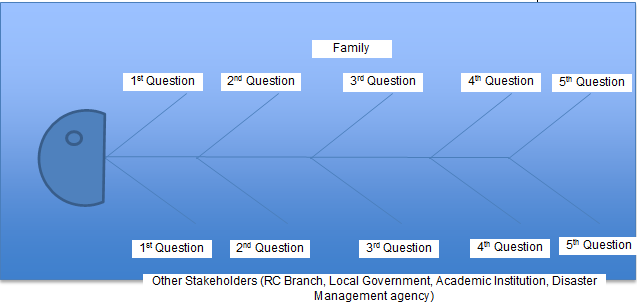 Family
1st Question 2nd Question 3rd Question 4th Question 5th Question
1st Question 2nd Question 3rd Question 4th Question 5th Question
Other Stakeholders (RC Branch, Local Government, Academic Institution, Disaster
Management agency)